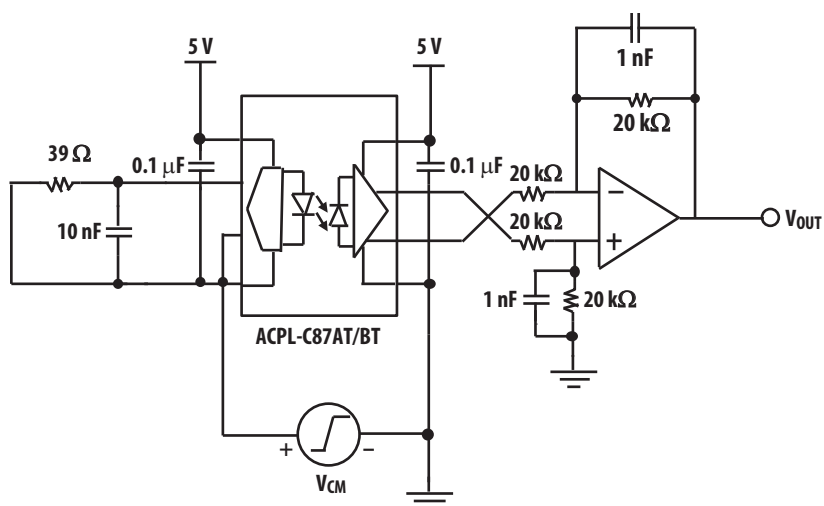 5 V
5 V
1 nF
20 kΩ
39 Ω
0.1 μF
0.1 μF
20 kΩ
10 nF
20 kΩ
−
+
VOUT
1 nF
20 kΩ
ACPL-C87AT/BT
+
−
VCM